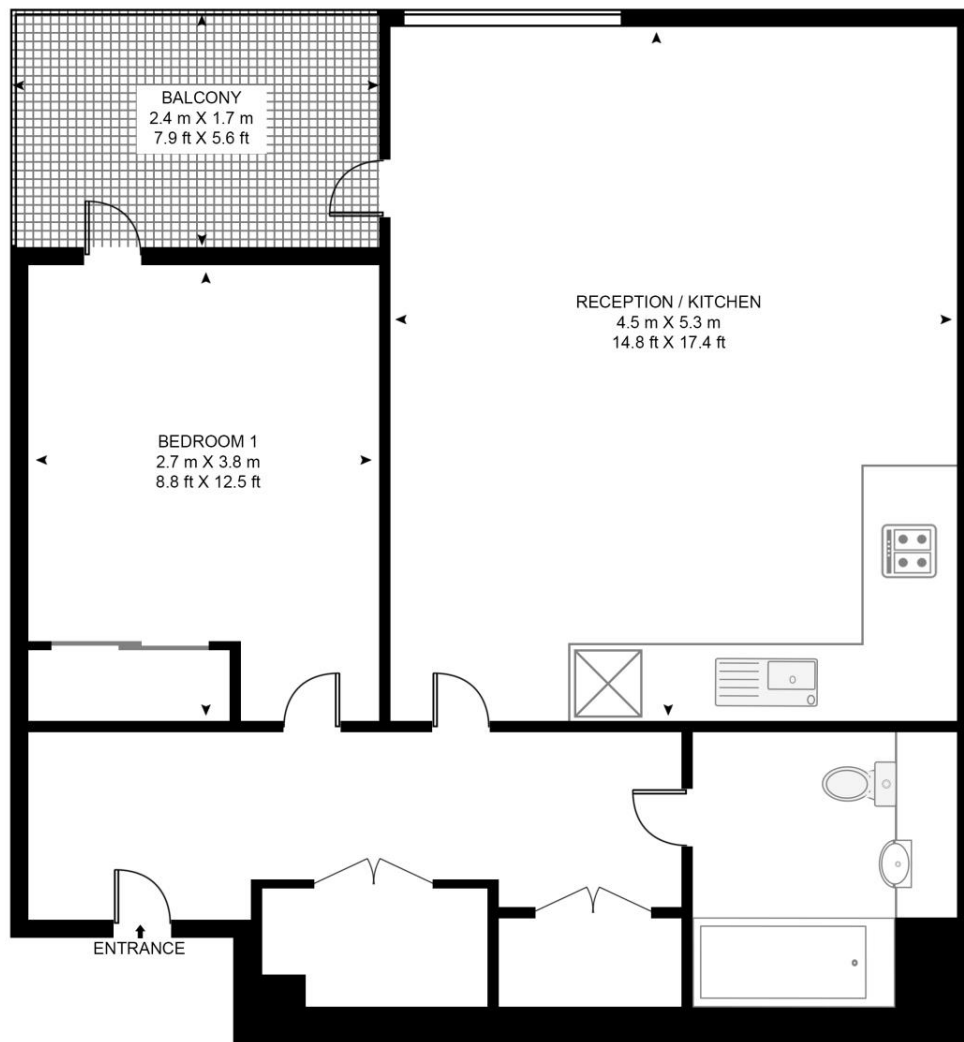 BALCONY
2.4 m X 1.7 m
7.9 ft X 5.6 ft
RECEPTION / KITCHEN
4.5 m X 5.3 m
14.8 ft X 17.4 ft
BEDROOM 1
2.7 m X 3.8 m
8.8 ft X 12.5 ft
ENTRANCE